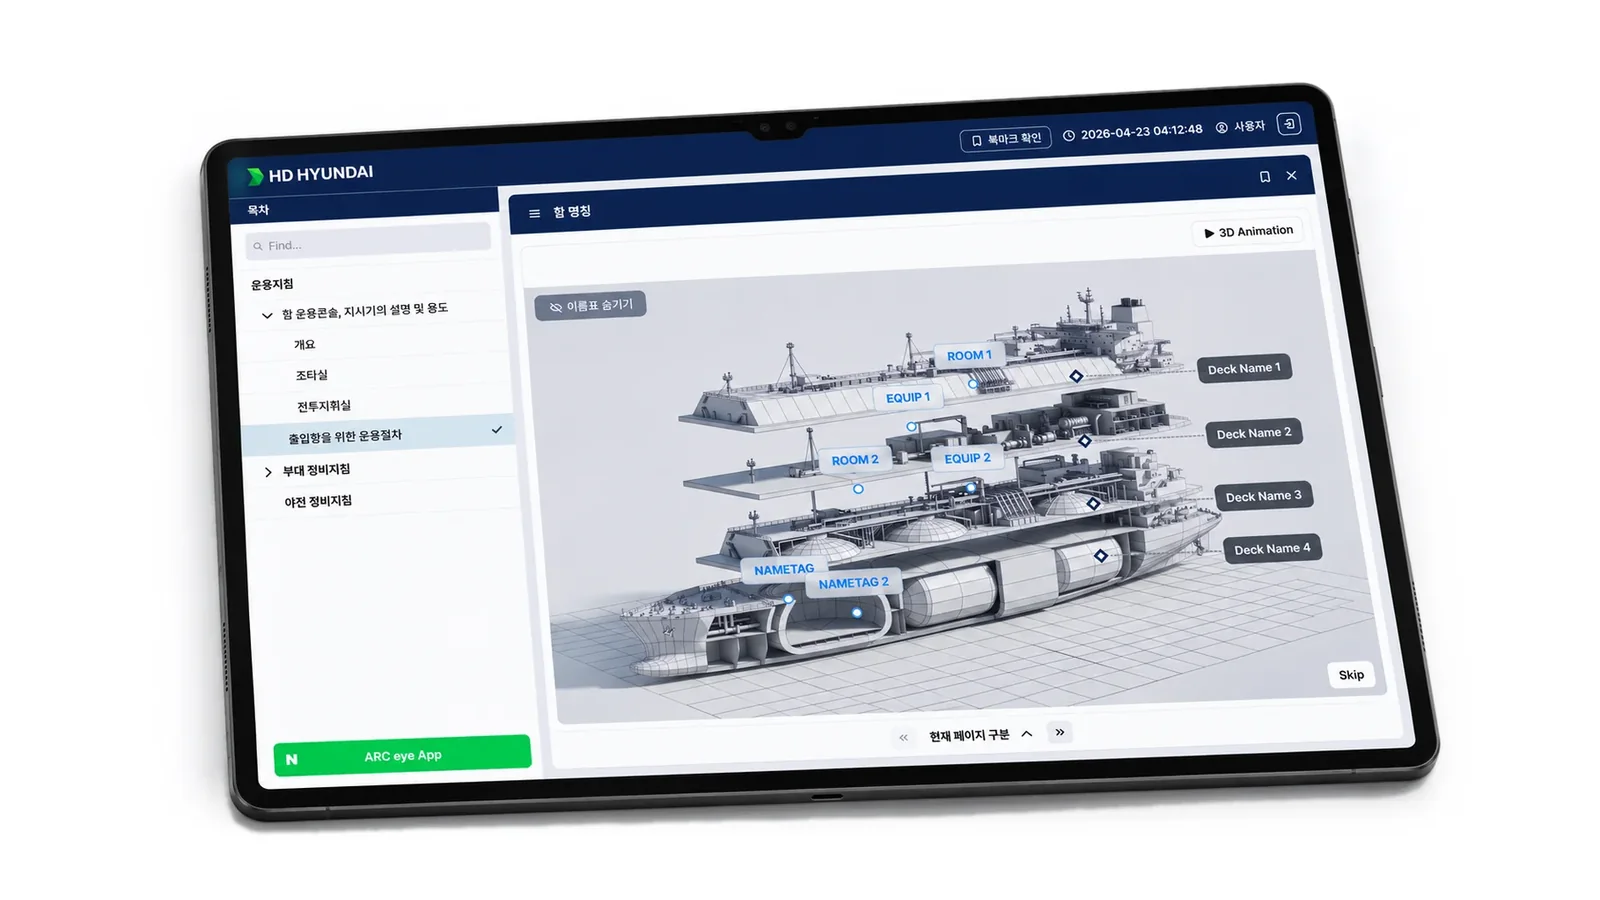 HD HYUNDAI
북마크 확인
2026-04-23 04:12:48
사용자
목차
Find...
운용지침
함 운용콘솔, 지시기의 설명 및 용도
개요
조타실
전투지휘실
출입항을 위한 운용절차
부대 정비지침
야전 정비지침
N ARC eye App
함 명칭
3D Animation
이름표 숨기기
ROOM 1
EQUIP 1
ROOM 2
EQUIP 2
NAMETAG
NAMETAG 2
Deck Name 1
Deck Name 2
Deck Name 3
Deck Name 4
Skip
현재 페이지 구분